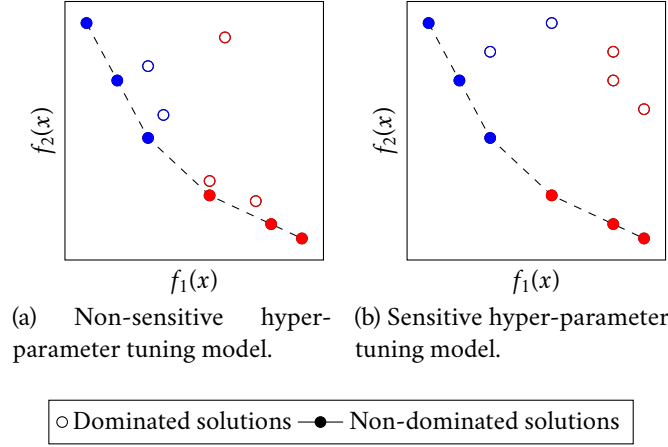 f₂(x)
f₂(x)
f₁(x)
f₁(x)
(a) Non-sensitive hyper-
parameter tuning model.
(b) Sensitive hyper-parameter
tuning model.
Dominated solutions Non-dominated solutions